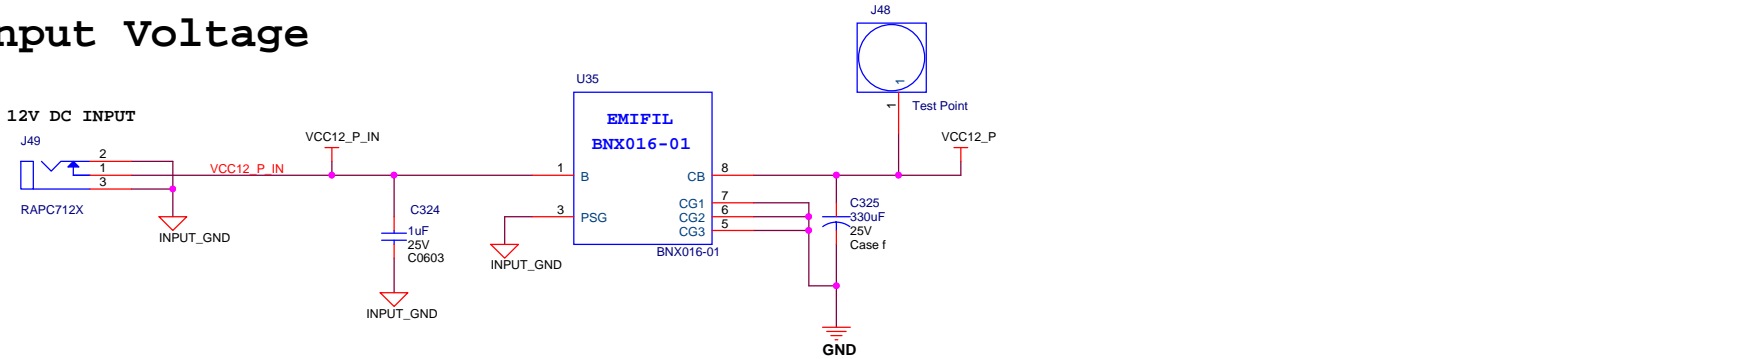 nput Voltage
12V DC INPUT
J49
2
1
3
RAPC712X
INPUT_GND
VCC12_P_IN
VCC12_P_IN
C324
1uF
25V
C0603
INPUT_GND
U35
EMIFIL
BNX016-01
1
B
3
PSG
INPUT_GND
8
CB
7
CG1
6
CG2
5
CG3
BNX016-01
J48
1
1
Test Point
VCC12_P
C325
330uF
25V
Case f
GND